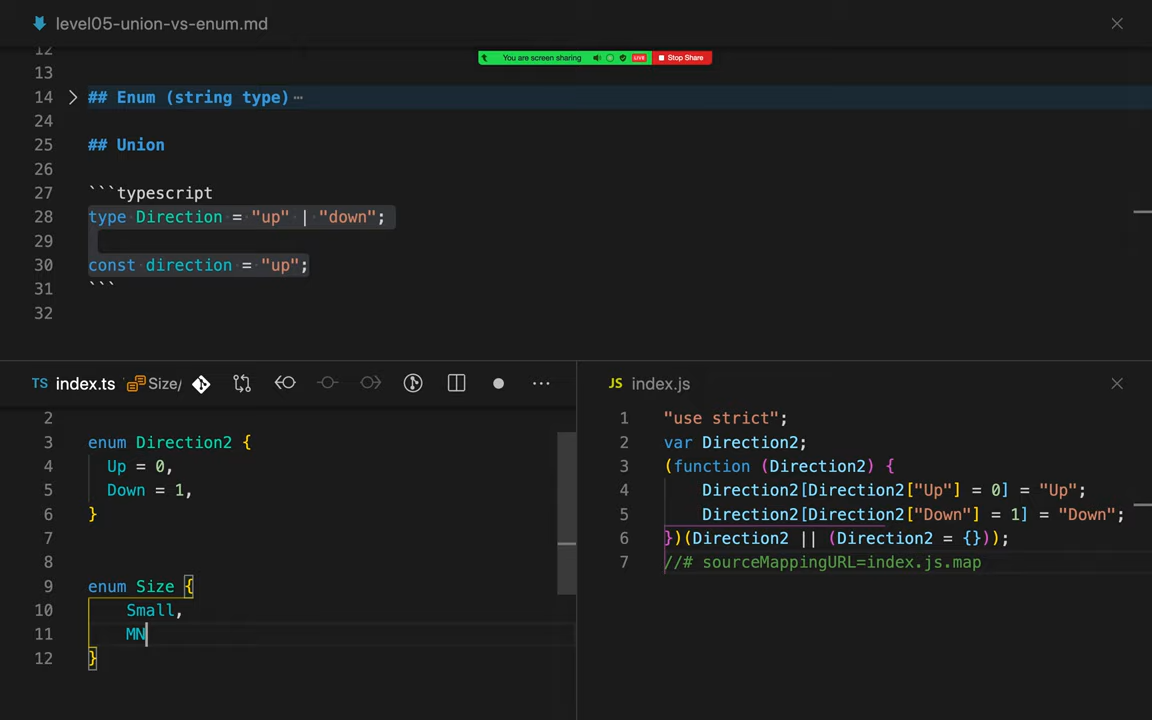 level05-union-vs-enum.md
12
You are screen sharing LIVE Stop Share
13
14 ## Enum (string type)
24
25 ## Union
26
27 ```typescript
28 type Direction = "up" | "down";
29
30 const direction = "up";
31 ```
32
TS index.ts Size/
2
3 enum Direction2 {
4 Up = 0,
5 Down = 1,
6 }
7
8
9 enum Size {
10 Small,
11 MN
12 }
JS index.js
1 "use strict";
2 var Direction2;
3 (function (Direction2) {
4 Direction2[Direction2["Up"] = 0] = "Up";
5 Direction2[Direction2["Down"] = 1] = "Down";
6 })(Direction2 || (Direction2 = {}));
7 //# sourceMappingURL=index.js.map